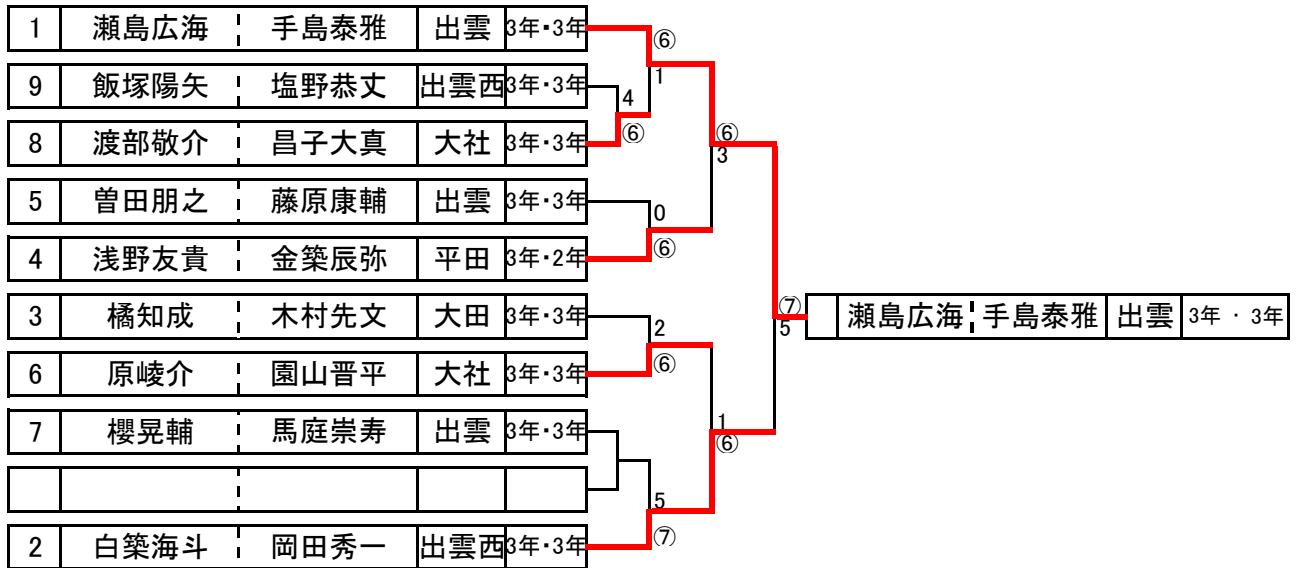 1 瀬島広海 手島泰雅 出雲 3年・3年
⑥
9 飯塚陽矢 塩野恭丈 出雲西 3年・3年
1
4
8 渡部敬介 昌子大真 大社 3年・3年
⑥
⑥
3
5 曽田朋之 藤原康輔 出雲 3年・3年
0
4 浅野友貴 金築辰弥 平田 3年・2年
⑥
3 橘知成 木村先文 大田 3年・3年
2
⑦
5
瀬島広海 手島泰雅 出雲 3年 ・ 3年
6 原崚介 園山晋平 大社 3年・3年
⑥
7 櫻晃輔 馬庭崇寿 出雲 3年・3年
1
⑥
5
2 白築海斗 岡田秀一 出雲西 3年・3年
⑦